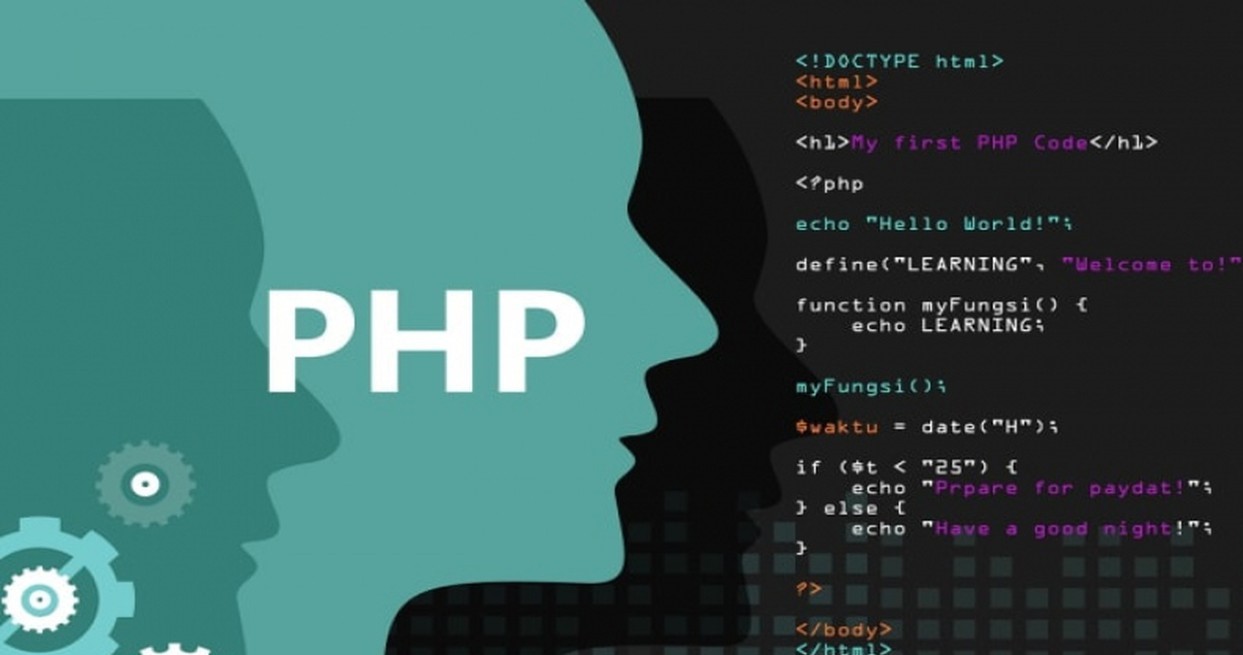 PHP
<!DOCTYPE html>
<html>
<body>
<h1>My first PHP Code</h1>
<?php
echo "Hello World!";
define("LEARNING", "Welcome to!"
function myFungsi() {
echo LEARNING;
}
myFungsi();
$waktu = date("H");
if ($t < "25") {
echo "Prpare for paydat!";
} else {
echo "Have a good night!";
}
?>
</body>
</html>